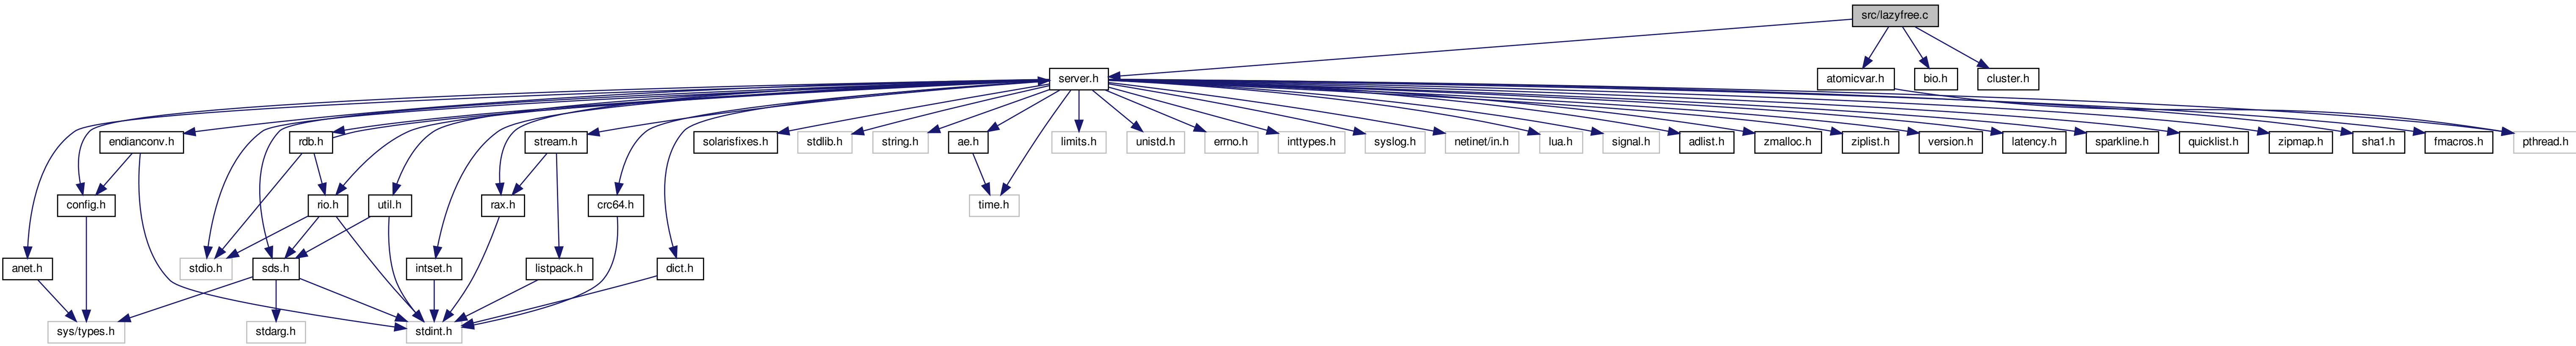 src/lazyfree.c
server.h
atomicvar.h
bio.h
cluster.h
endianconv.h
rdb.h
stream.h
solarisfixes.h
stdlib.h
string.h
ae.h
limits.h
unistd.h
errno.h
inttypes.h
syslog.h
netinet/in.h
lua.h
signal.h
adlist.h
zmalloc.h
ziplist.h
version.h
latency.h
sparkline.h
quicklist.h
zipmap.h
sha1.h
fmacros.h
pthread.h
config.h
rio.h
util.h
rax.h
crc64.h
time.h
anet.h
stdio.h
sds.h
intset.h
listpack.h
dict.h
sys/types.h
stdarg.h
stdint.h